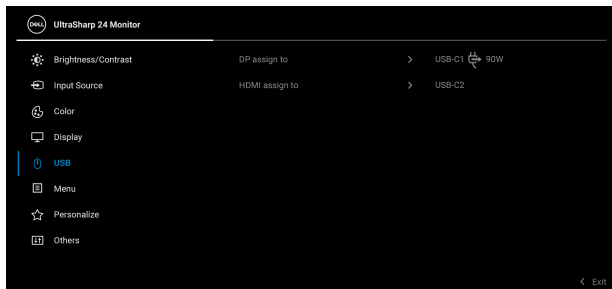 DELL UltraSharp 24 Monitor
Brightness/Contrast DP assign to > USB-C1 90W
Input Source HDMI assign to > USB-C2
Color
Display
USB
Menu
Personalize
Others
< Exit